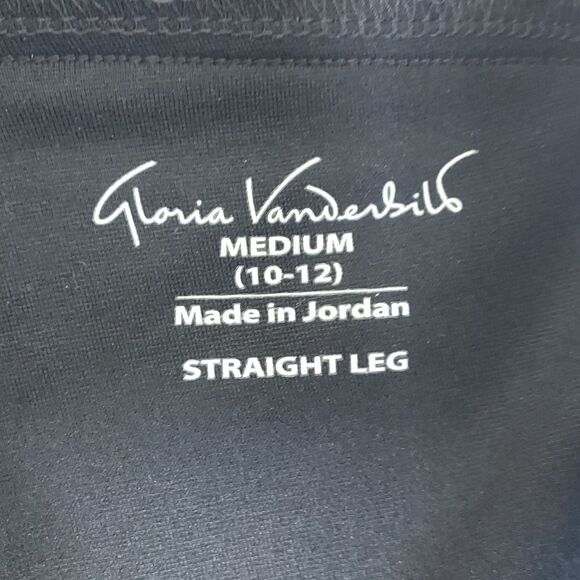 Gloria Vanderbilt
MEDIUM
(10-12)
Made in Jordan
STRAIGHT LEG